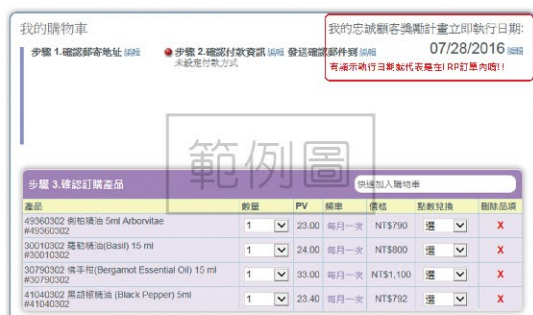 我的購物車
我的忠誠顧客獎勵計畫立即執行日期:
07/28/2016 編輯
步驟 1.確認郵寄地址 編輯
步驟 2.確認付款資訊 編輯 發送確認郵件到 編輯
未設定付款方式
有顯示執行日期就代表是在LRP訂單內唷!!
範例圖
步驟 3.確認訂購產品
快速加入購物車
產品 數量 PV 頻率 價格 點數兌換 刪除品項
49360302 側柏精油 5ml Arborvitae 1 23.00 每月一次 NT$790 選 X
#49360302
30010302 羅勒精油(Basil) 15 ml 1 24.00 每月一次 NT$800 選 X
#30010302
30790302 佛手柑(Bergamot Essential Oil) 15 ml 1 33.00 每月一次 NT$1,100 選 X
#30790302
41040302 黑胡椒精油 (Black Pepper) 5ml 1 23.40 每月一次 NT$792 選 X
#41040302